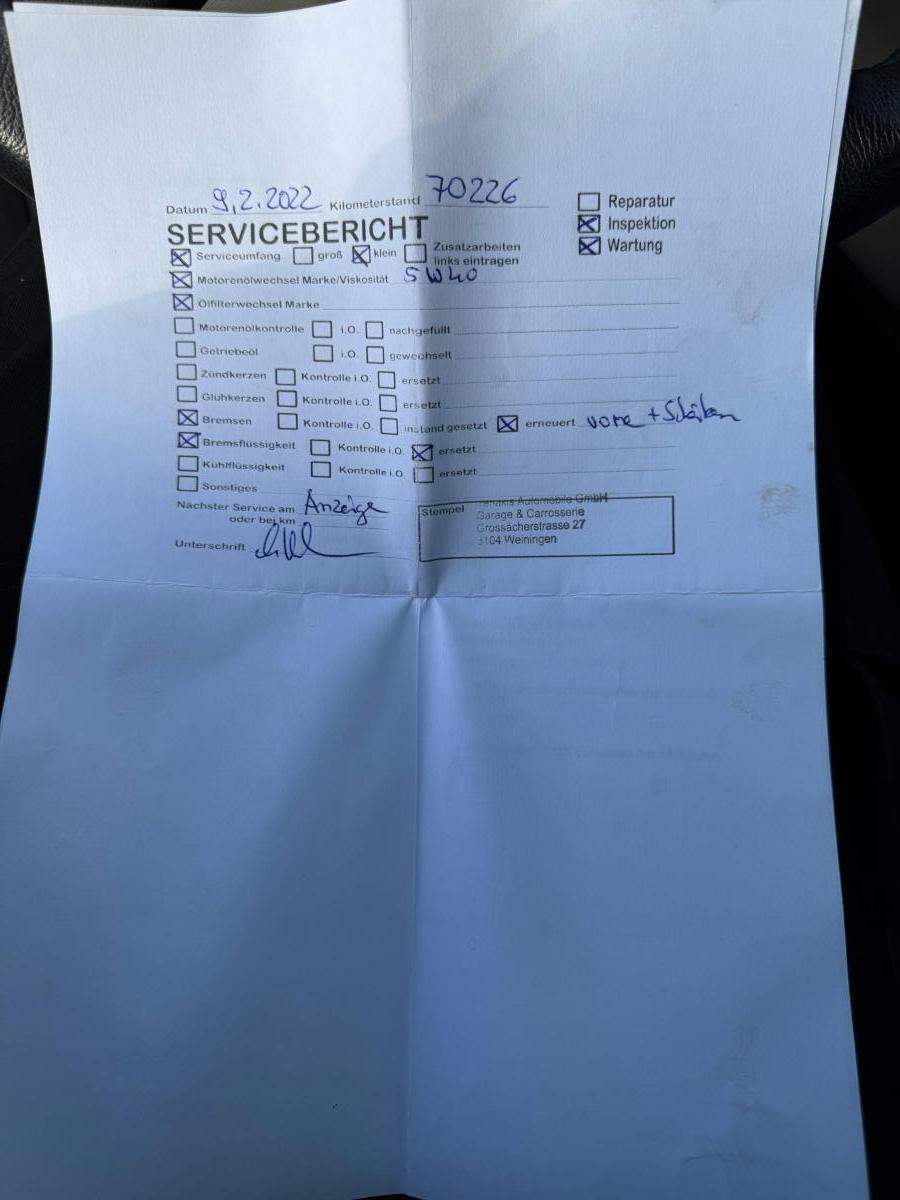 Datum 9.2.2022 Kilometerstand 70226
Reparatur
SERVICEBERICHT
Inspektion
Wartung
Serviceumfang groß klein Zusatzarbeiten
links eintragen
Motorenölwechsel Marke/Viskosität 5W40
Ölfilterwechsel Marke
Motorenölkontrolle i.O. nachgefüllt
Getriebeöl i.O. gewechselt
Zündkerzen Kontrolle i.O. ersetzt
Glühkerzen Kontrolle i.O. ersetzt
Bremsen Kontrolle i.O. instand gesetzt erneuert vorne + Scheiben
Bremsflüssigkeit Kontrolle i.O. ersetzt
Kühlflüssigkeit Kontrolle i.O. ersetzt
Sonstiges
Nächster Service am Anzeige
oder bei km
Unterschrift
Stempel
Automobile GmbH
Garage & Carrosserie
Grossächerstrasse 27
Weiningen